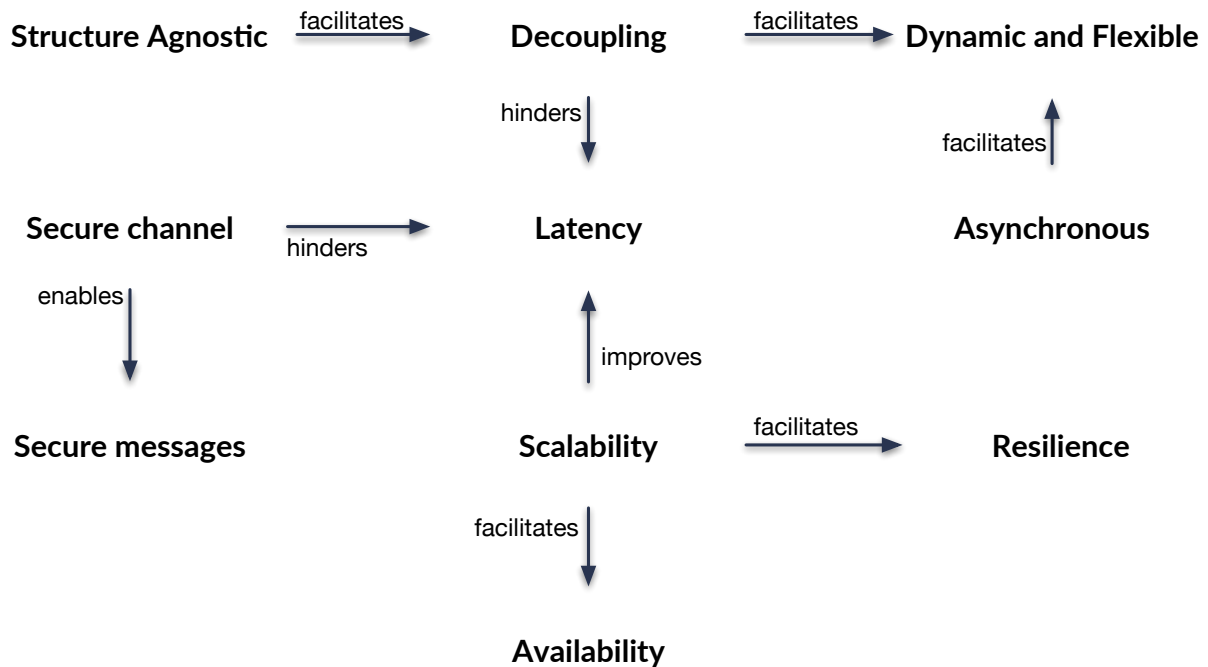 Structure Agnostic
facilitates
Decoupling
facilitates
Dynamic and Flexible
hinders
facilitates
Secure channel
hinders
Latency
Asynchronous
enables
improves
Secure messages
Scalability
facilitates
Resilience
facilitates
Availability